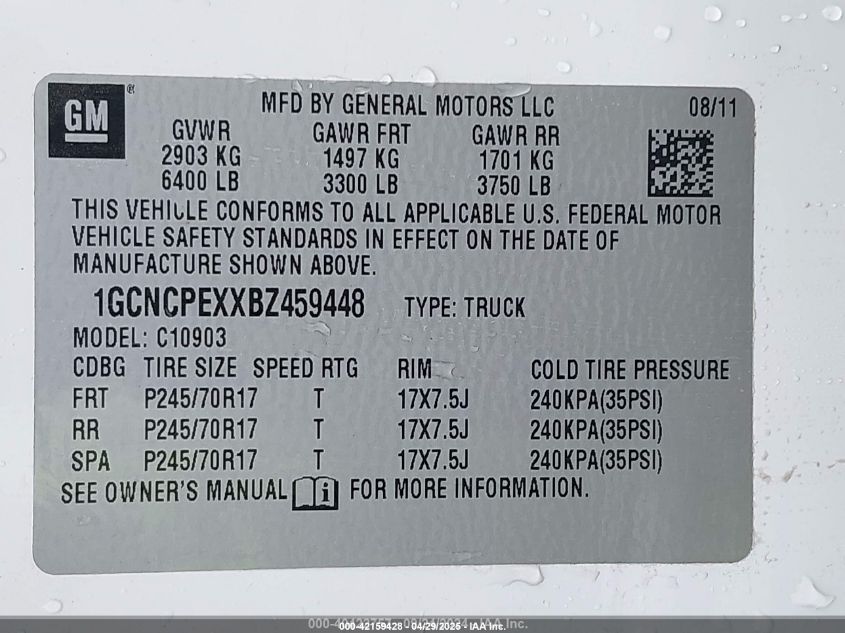 GM ®
MFD BY GENERAL MOTORS LLC 08/11
GVWR GAWR FRT GAWR RR
2903 KG 1497 KG 1701 KG
6400 LB 3300 LB 3750 LB
THIS VEHICLE CONFORMS TO ALL APPLICABLE U.S. FEDERAL MOTOR
VEHICLE SAFETY STANDARDS IN EFFECT ON THE DATE OF
MANUFACTURE SHOWN ABOVE.
1GCNCPEXXBZ459448 TYPE: TRUCK
MODEL: C10903
CDBG TIRE SIZE SPEED RTG RIM COLD TIRE PRESSURE
FRT P245/70R17 T 17X7.5J 240KPA(35PSI)
RR P245/70R17 T 17X7.5J 240KPA(35PSI)
SPA P245/70R17 T 17X7.5J 240KPA(35PSI)
SEE OWNER'S MANUAL i FOR MORE INFORMATION.
000-42159428 - 04/29/2025 - IAA Inc.